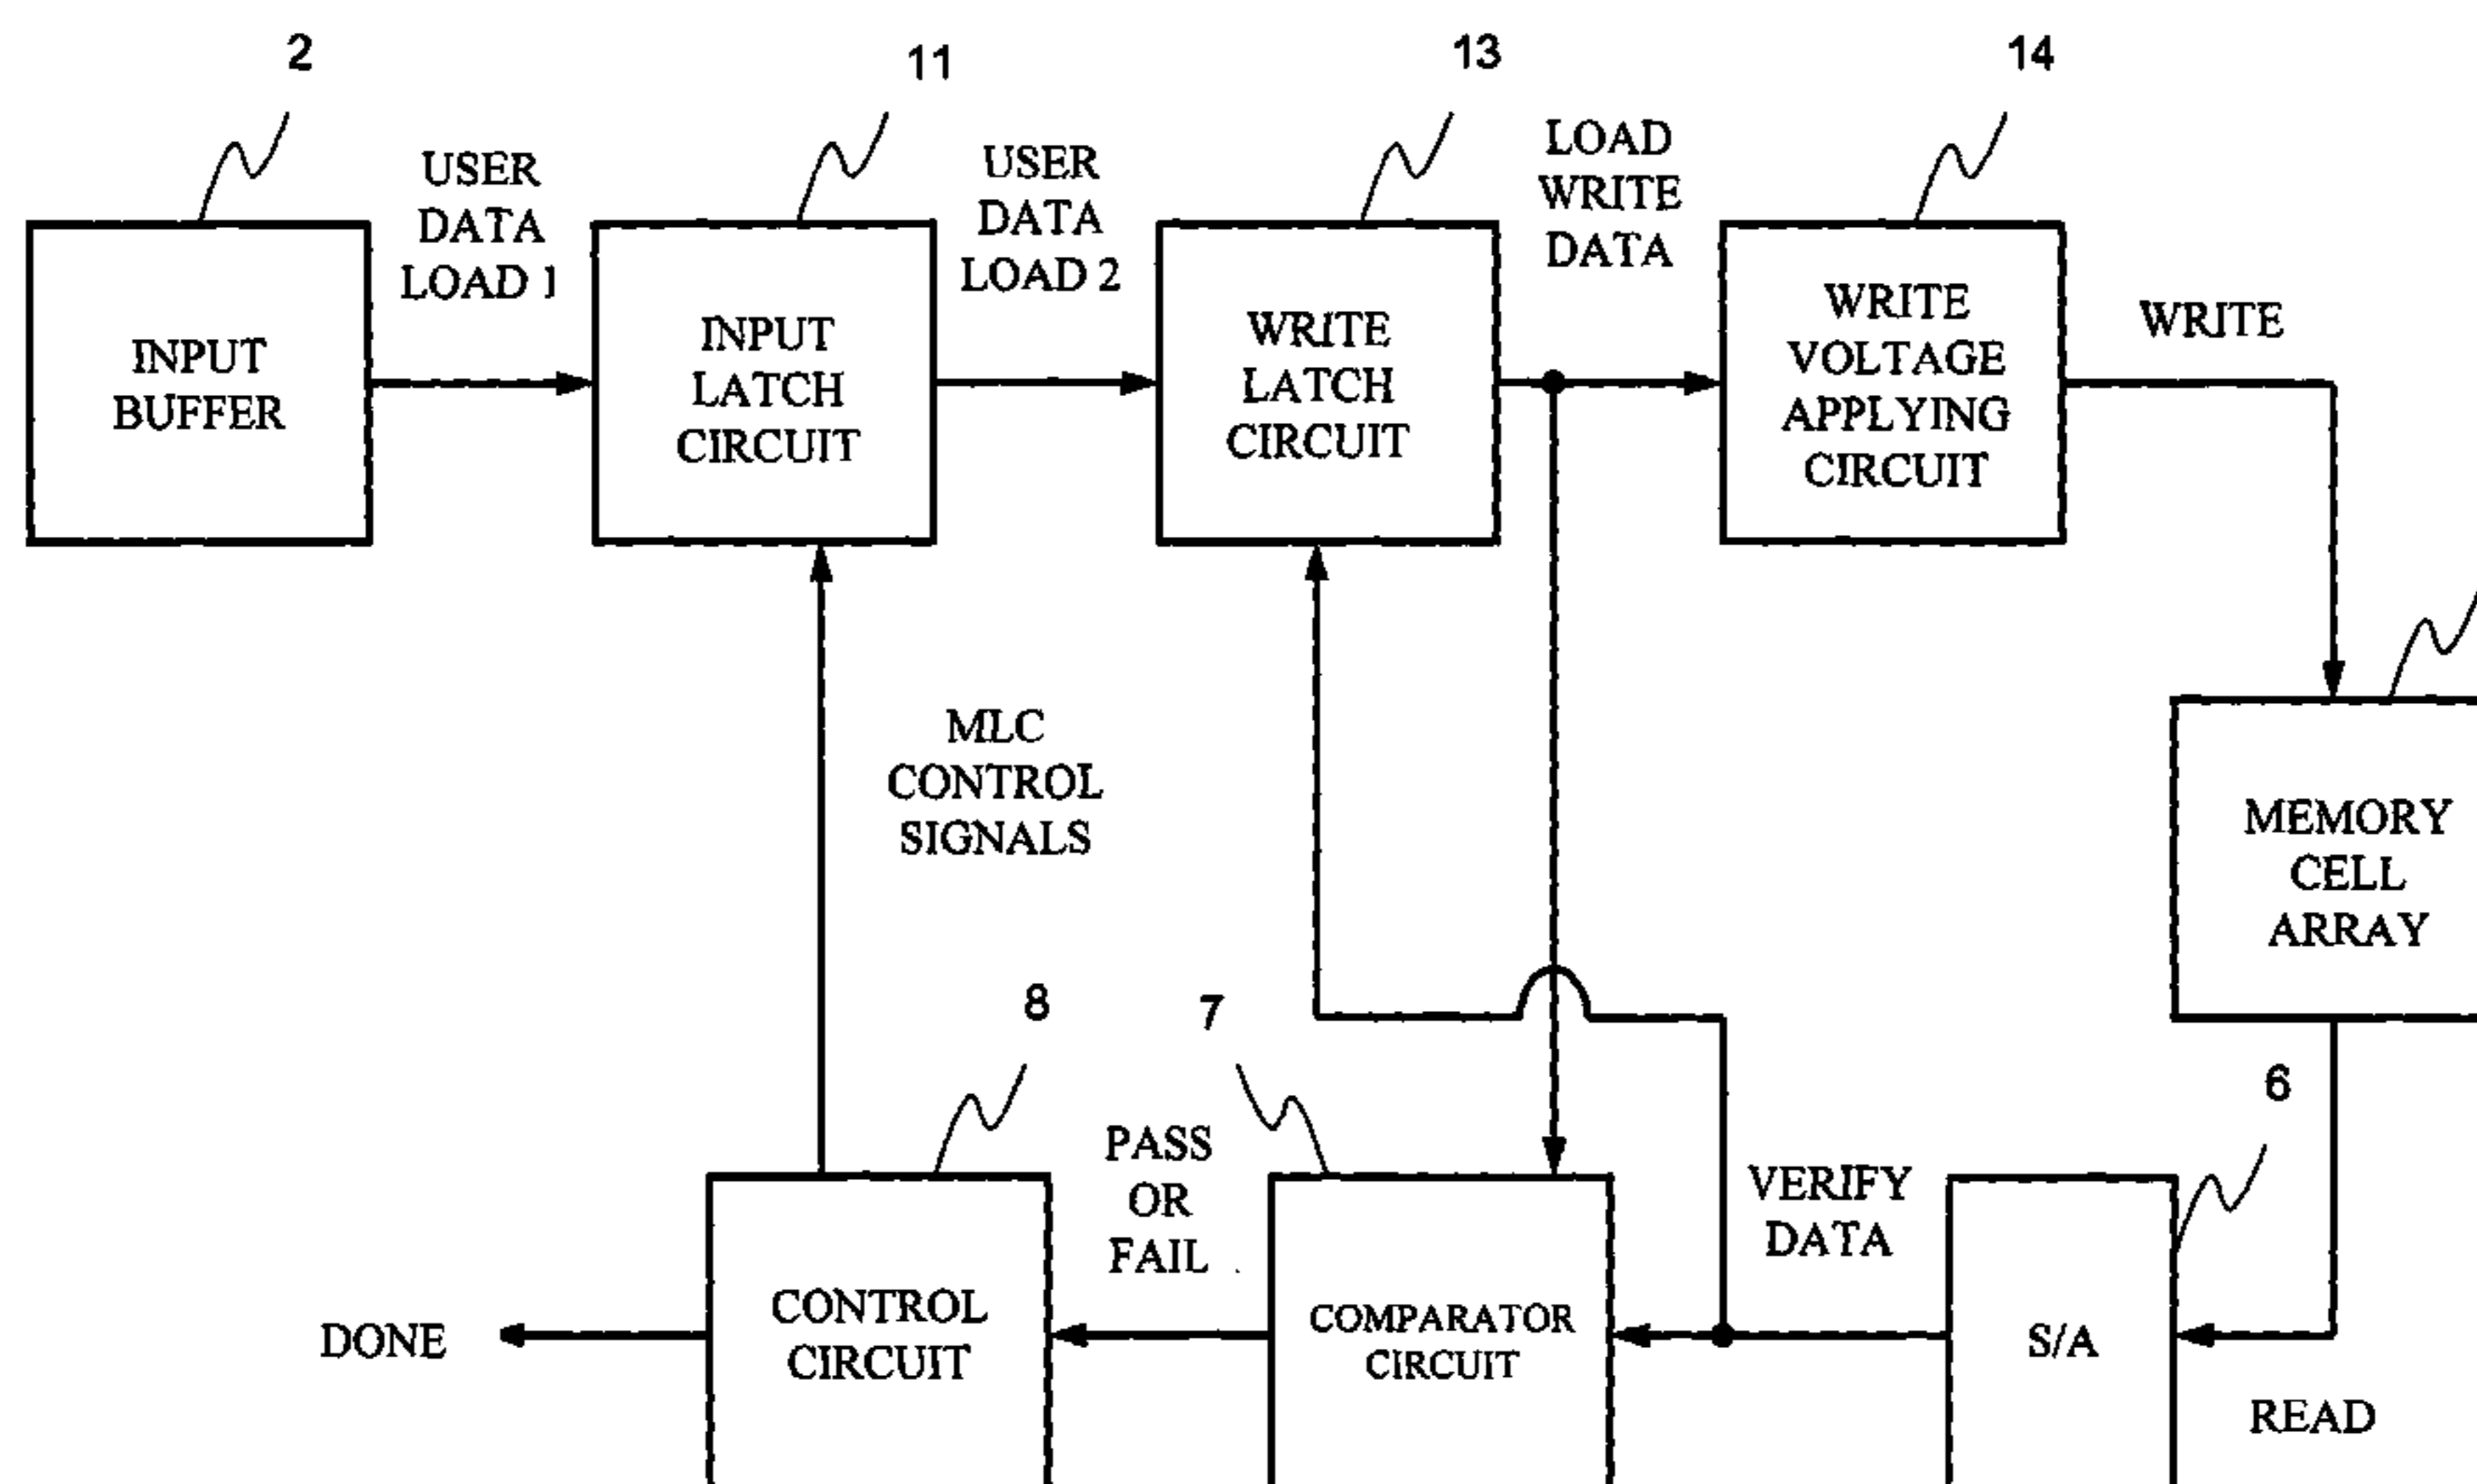 2
11
13
14
USER
DATA
LOAD 1
USER
DATA
LOAD 2
LOAD
WRITE
DATA
INPUT
BUFFER
INPUT
LATCH
CIRCUIT
WRITE
LATCH
CIRCUIT
WRITE
VOLTAGE
APPLYING
CIRCUIT
WRITE
MLC
CONTROL
SIGNALS
MEMORY
CELL
ARRAY
8
7
6
PASS
OR
FAIL
VERIFY
DATA
DONE
CONTROL
CIRCUIT
COMPARATOR
CIRCUIT
S/A
READ